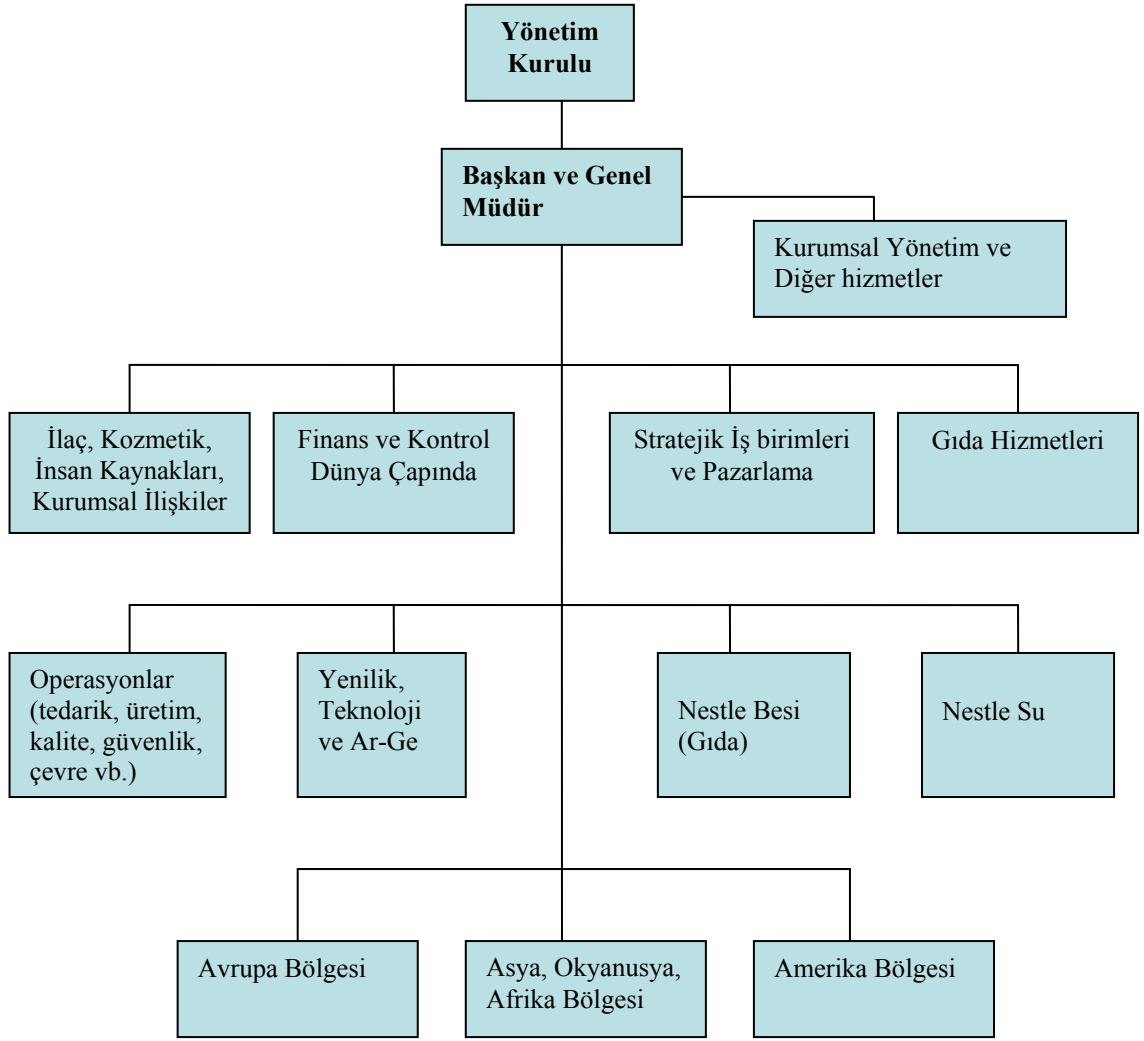 Yönetim
Kurulu
Başkan ve Genel
Müdür
Kurumsal Yönetim ve
Diğer hizmetler
İlaç, Kozmetik,
İnsan Kaynakları,
Kurumsal İlişkiler
Finans ve Kontrol
Dünya Çapında
Stratejik İş birimleri
ve Pazarlama
Gıda Hizmetleri
Operasyonlar
(tedarik, üretim,
kalite, güvenlik,
çevre vb.)
Yenilik,
Teknoloji
ve Ar-Ge
Nestle Besi
(Gıda)
Nestle Su
Avrupa Bölgesi
Asya, Okyanusya,
Afrika Bölgesi
Amerika Bölgesi